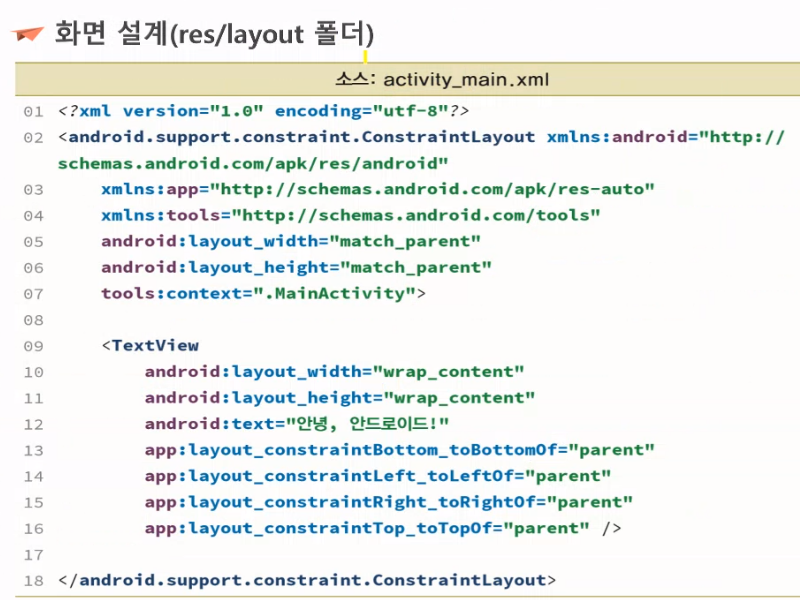 화면 설계(res/layout 폴더)
소스: activity_main.xml
01 <?xml version="1.0" encoding="utf-8"?>
02 <android.support.constraint.ConstraintLayout xmlns:android="http://
schemas.android.com/apk/res/android"
03 xmlns:app="http://schemas.android.com/apk/res-auto"
04 xmlns:tools="http://schemas.android.com/tools"
05 android:layout_width="match_parent"
06 android:layout_height="match_parent"
07 tools:context=".MainActivity">
08
09 <TextView
10 android:layout_width="wrap_content"
11 android:layout_height="wrap_content"
12 android:text="안녕, 안드로이드!"
13 app:layout_constraintBottom_toBottomOf="parent"
14 app:layout_constraintLeft_toLeftOf="parent"
15 app:layout_constraintRight_toRightOf="parent"
16 app:layout_constraintTop_toTopOf="parent" />
17
18 </android.support.constraint.ConstraintLayout>